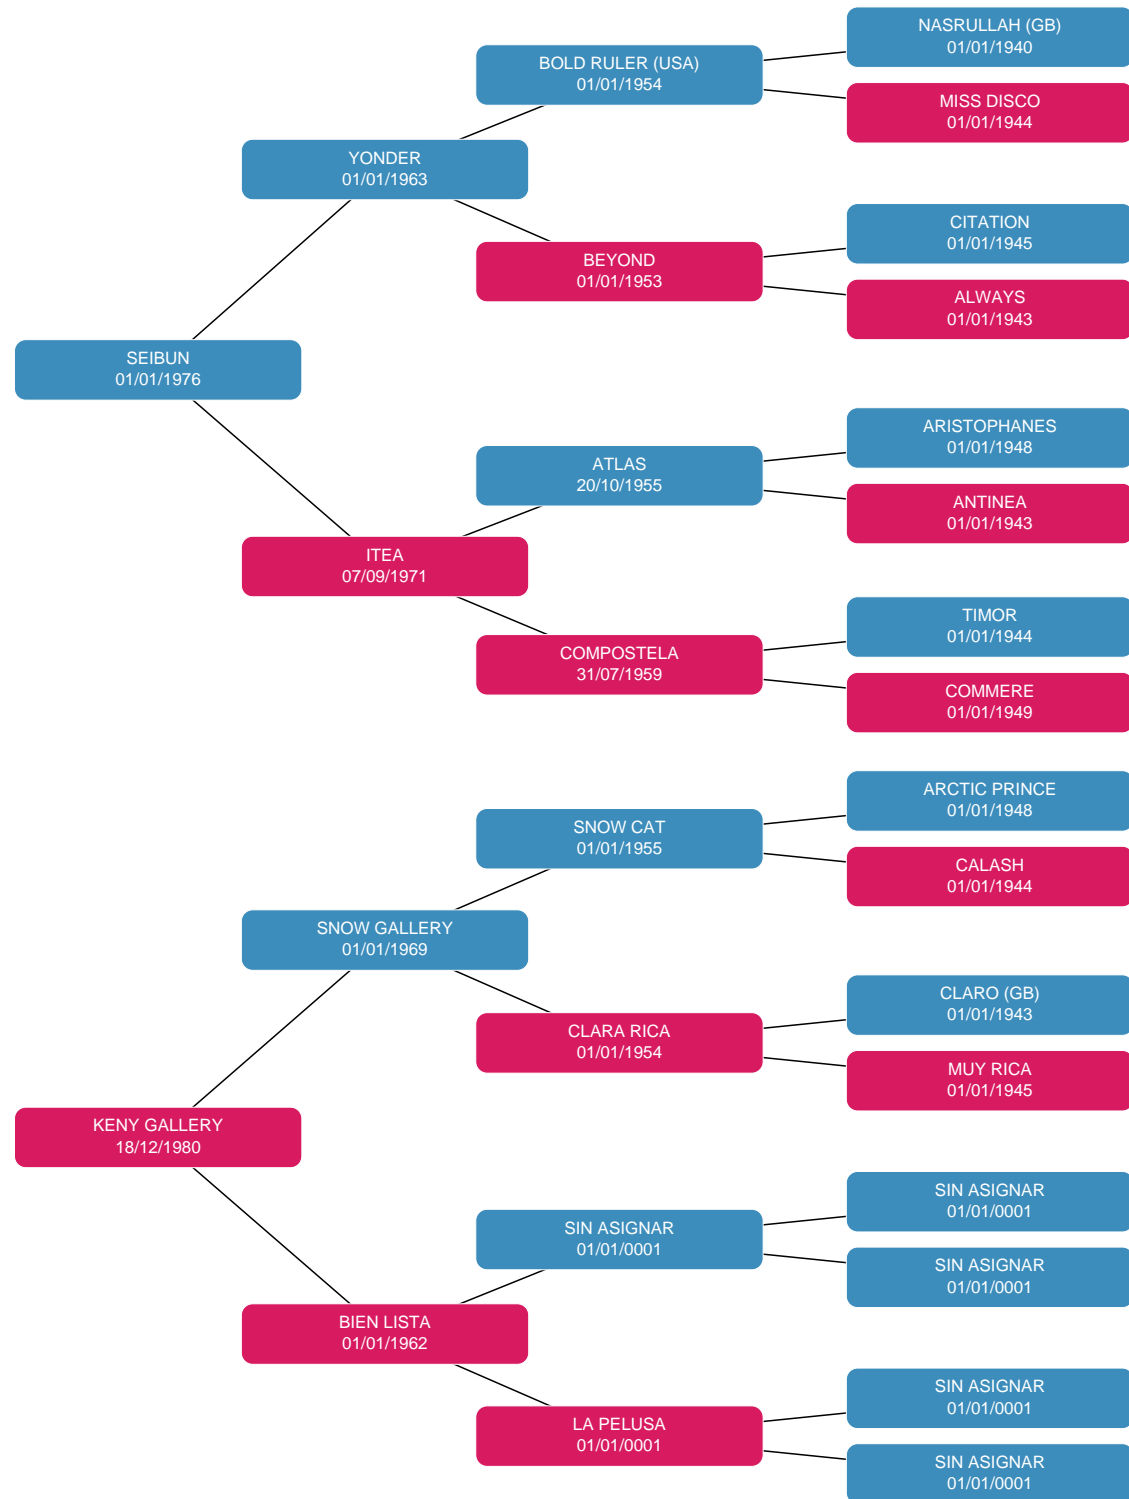 NASRULLAH (GB)
01/01/1940
BOLD RULER (USA)
01/01/1954
MISS DISCO
01/01/1944
YONDER
01/01/1963
CITATION
01/01/1945
BEYOND
01/01/1953
ALWAYS
01/01/1943
SEIBUN
01/01/1976
ARISTOPHANES
01/01/1948
ATLAS
20/10/1955
ANTINEA
01/01/1943
ITEA
07/09/1971
TIMOR
01/01/1944
COMPOSTELA
31/07/1959
COMMERE
01/01/1949
ARCTIC PRINCE
01/01/1948
SNOW CAT
01/01/1955
CALASH
01/01/1944
SNOW GALLERY
01/01/1969
CLARO (GB)
01/01/1943
CLARA RICA
01/01/1954
MUY RICA
01/01/1945
KENY GALLERY
18/12/1980
SIN ASIGNAR
01/01/0001
SIN ASIGNAR
01/01/0001
SIN ASIGNAR
01/01/0001
BIEN LISTA
01/01/1962
SIN ASIGNAR
01/01/0001
LA PELUSA
01/01/0001
SIN ASIGNAR
01/01/0001